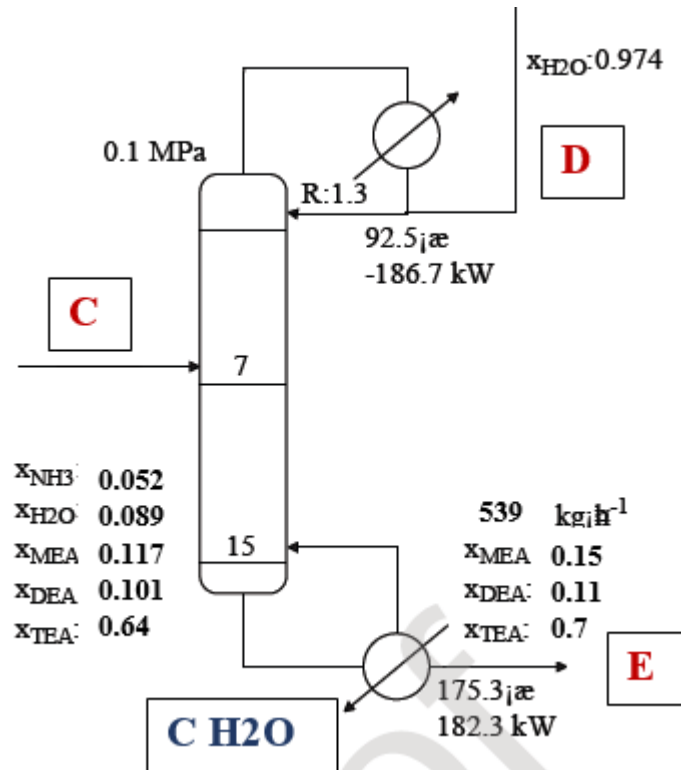 xH2O:0.974
D
0.1 MPa
R:1.3
92.5¡æ
-186.7 kW
C
7
xNH3: 0.052
xH2O: 0.089
xMEA 0.117
xDEA 0.101
xTEA: 0.64
15
539 kg¡h-1
xMEA 0.15
xDEA: 0.11
xTEA: 0.7
E
175.3¡æ
182.3 kW
C H2O